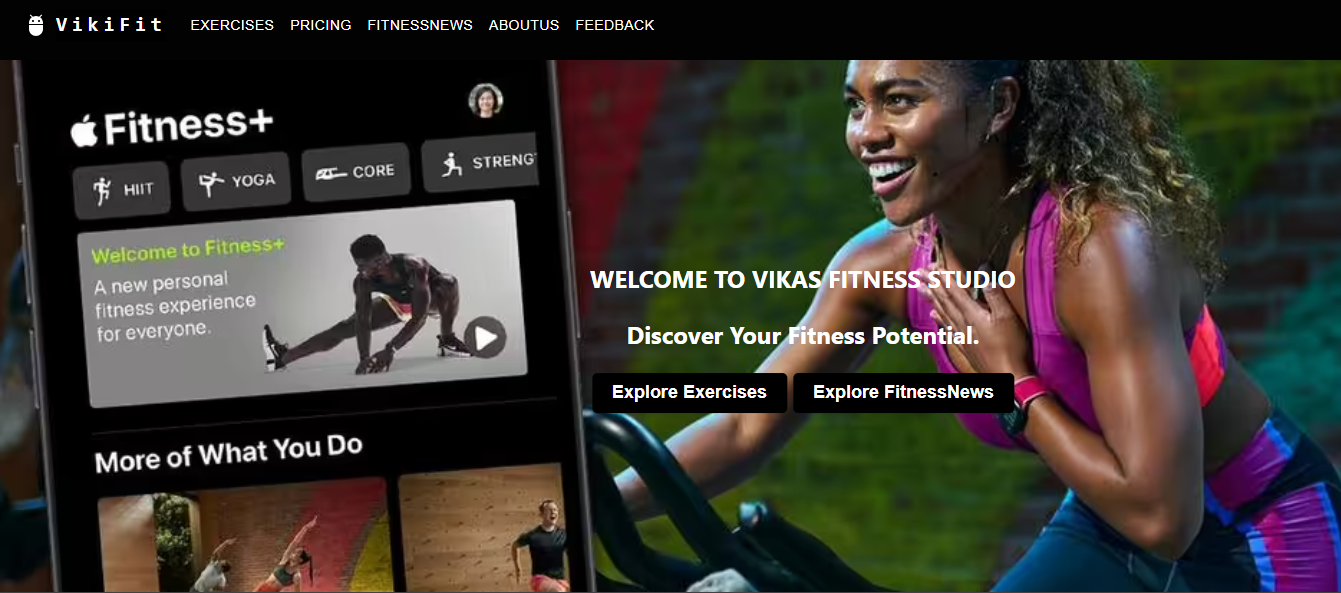 VikiFit EXERCISES PRICING FITNESSNEWS ABOUTUS FEEDBACK
Fitness+
HIIT YOGA CORE STRENG
Welcome to Fitness+
A new personal
fitness experience
for everyone.
More of What You Do
WELCOME TO VIKAS FITNESS STUDIO
Discover Your Fitness Potential.
Explore Exercises Explore FitnessNews